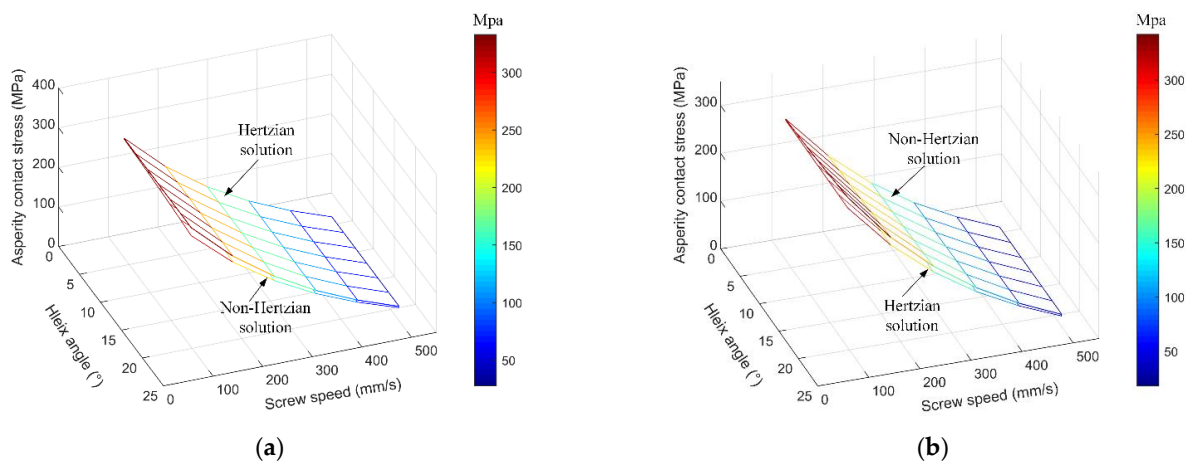 Mpa
300
250
200
150
100
50
Asperity contact stress (MPa)
400
300
200
100
0
Hertzian
solution
Non-Hertzian
solution
0
5
10
15
20
25
Hleix angle (°)
0
100
200
300
400
500
Screw speed (mm/s)
(a)
Mpa
300
250
200
150
100
50
Asperity contact stress (MPa)
300
200
100
0
Non-Hertzian
solution
Hertzian
solution
0
5
10
15
20
25
Hleix angle (°)
0
100
200
300
400
500
Screw speed (mm/s)
(b)